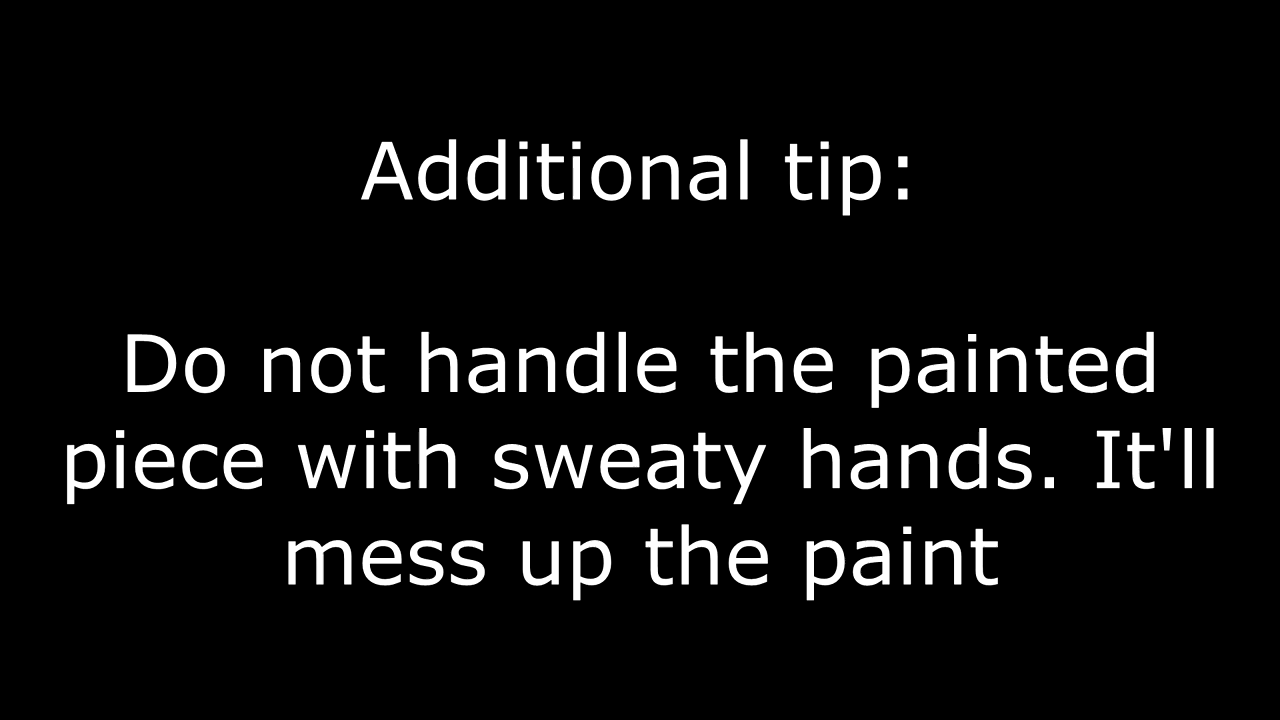 Additional tip:
Do not handle the painted
piece with sweaty hands. It'll
mess up the paint